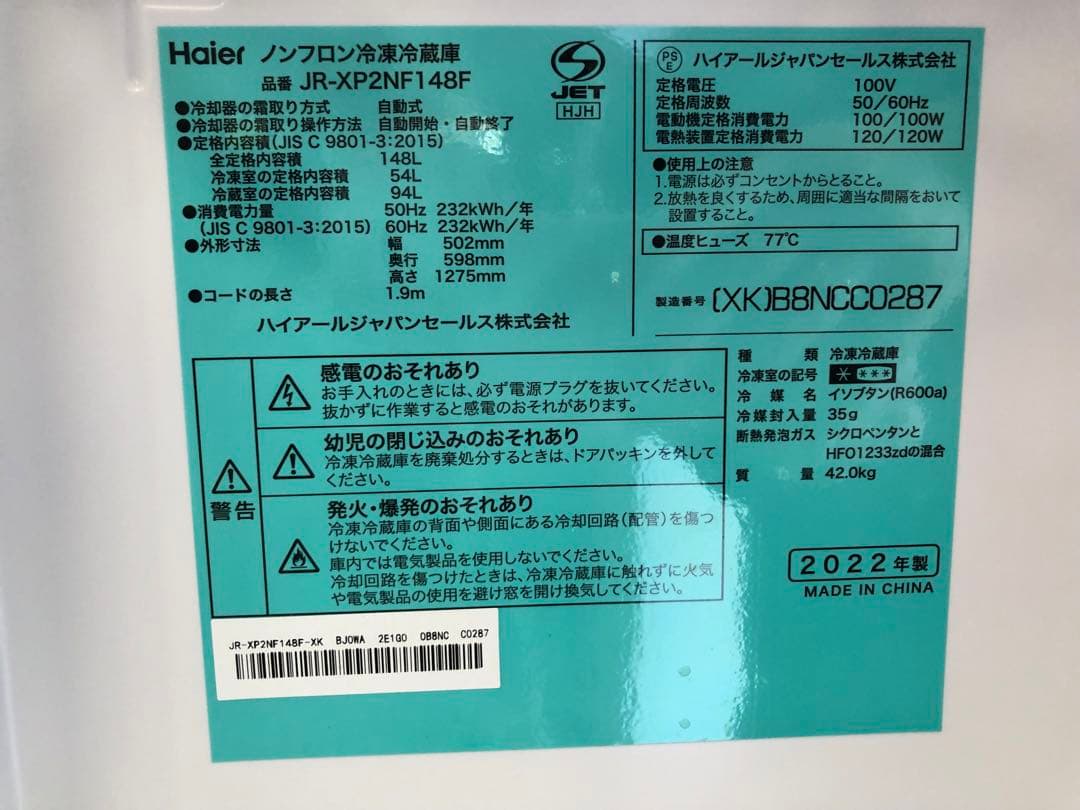 Haier ノンフロン冷凍冷蔵庫
品番 JR-XP2NF148F
●冷却器の霜取り方式 自動式
●冷却器の霜取り操作方法 自動開始・自動終了
●定格内容積(JIS C 9801-3:2015)
全定格内容積 148L
冷凍室の定格内容積 54L
冷蔵室の定格内容積 94L
●消費電力量 50Hz 232kWh/年
(JIS C 9801-3:2015) 60Hz 232kWh/年
●外形寸法 幅 502mm
奥行 598mm
高さ 1275mm
●コードの長さ 1.9m
ハイアールジャパンセールス株式会社
JET
HJH
PSE ハイアールジャパンセールス株式会社
定格電圧 100V
定格周波数 50/60Hz
電動機定格消費電力 100/100W
電熱装置定格消費電力 120/120W
●使用上の注意
1.電源は必ずコンセントからとること。
2.放熱を良くするため、周囲に適当な間隔をおいて
設置すること。
●温度ヒューズ 77℃
製造番号 (XK)B8NCC0287
警告
感電のおそれあり
お手入れのときには、必ず電源プラグを抜いてください。
抜かずに作業すると感電のおそれがあります。
幼児の閉じ込めのおそれあり
冷凍冷蔵庫を廃棄処分するときは、ドアパッキンを外して
ください。
発火・爆発のおそれあり
冷凍冷蔵庫の背面や側面にある冷却回路(配管)を傷つ
けないでください。
庫内では電気製品を使用しないでください。
冷却回路を傷つけたときは、冷凍冷蔵庫に触れずに火気
や電気製品の使用を避け窓を開け換気してください。
種類 冷凍冷蔵庫
冷凍室の記号 * ***
冷媒名 イソブタン(R600a)
冷媒封入量 35g
断熱発泡ガス シクロペンタンと
HFO1233zdの混合
質量 42.0kg
2022年製
MADE IN CHINA
JR-XP2NF148F-XK BJ0WA 2E1G0 0B8NC C0287